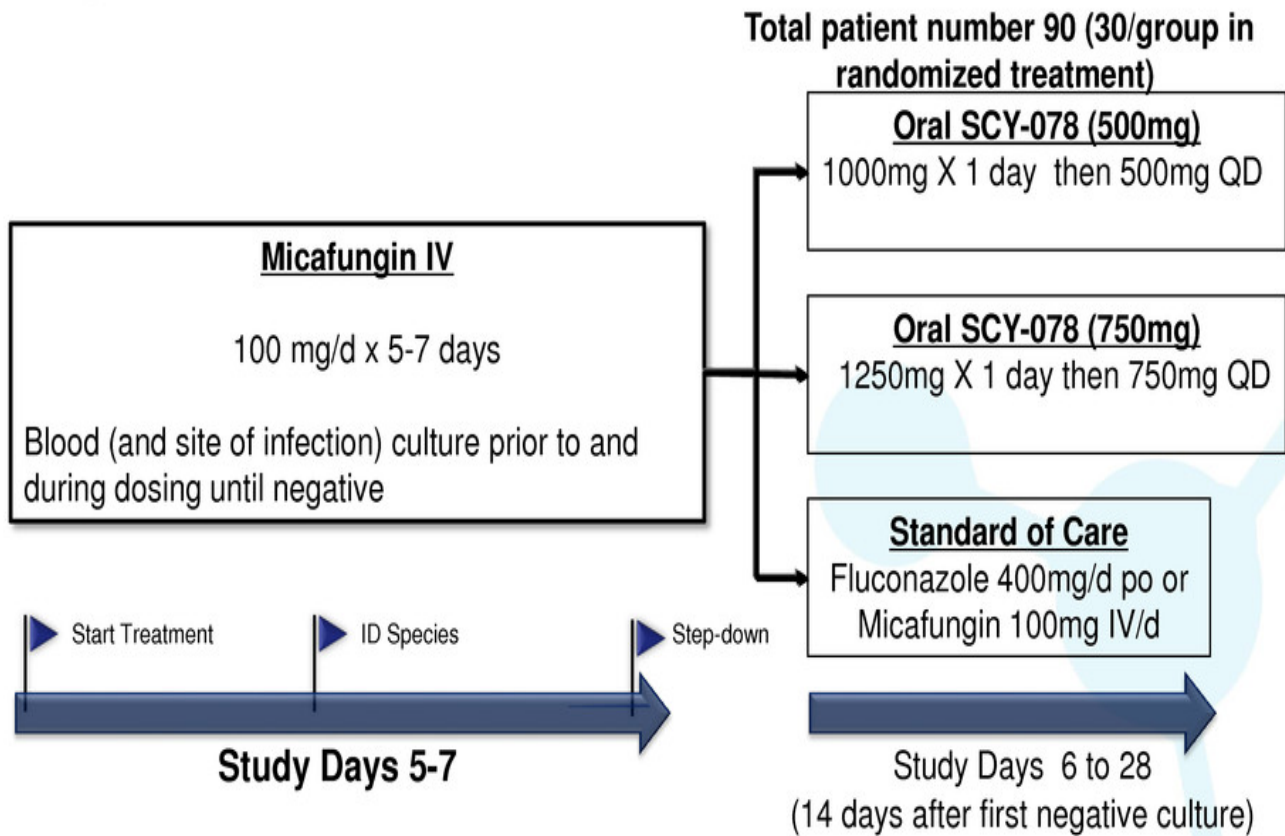 Total patient number 90 (30/group in
randomized treatment)
Oral SCY-078 (500mg)
1000mg X 1 day then 500mg QD
Micafungin IV
100 mg/d x 5-7 days
Blood (and site of infection) culture prior to and
during dosing until negative
Oral SCY-078 (750mg)
1250mg X 1 day then 750mg QD
Standard of Care
Fluconazole 400mg/d po or
Micafungin 100mg IV/d
Start Treatment
ID Species
Step-down
Study Days 5-7
Study Days 6 to 28
(14 days after first negative culture)